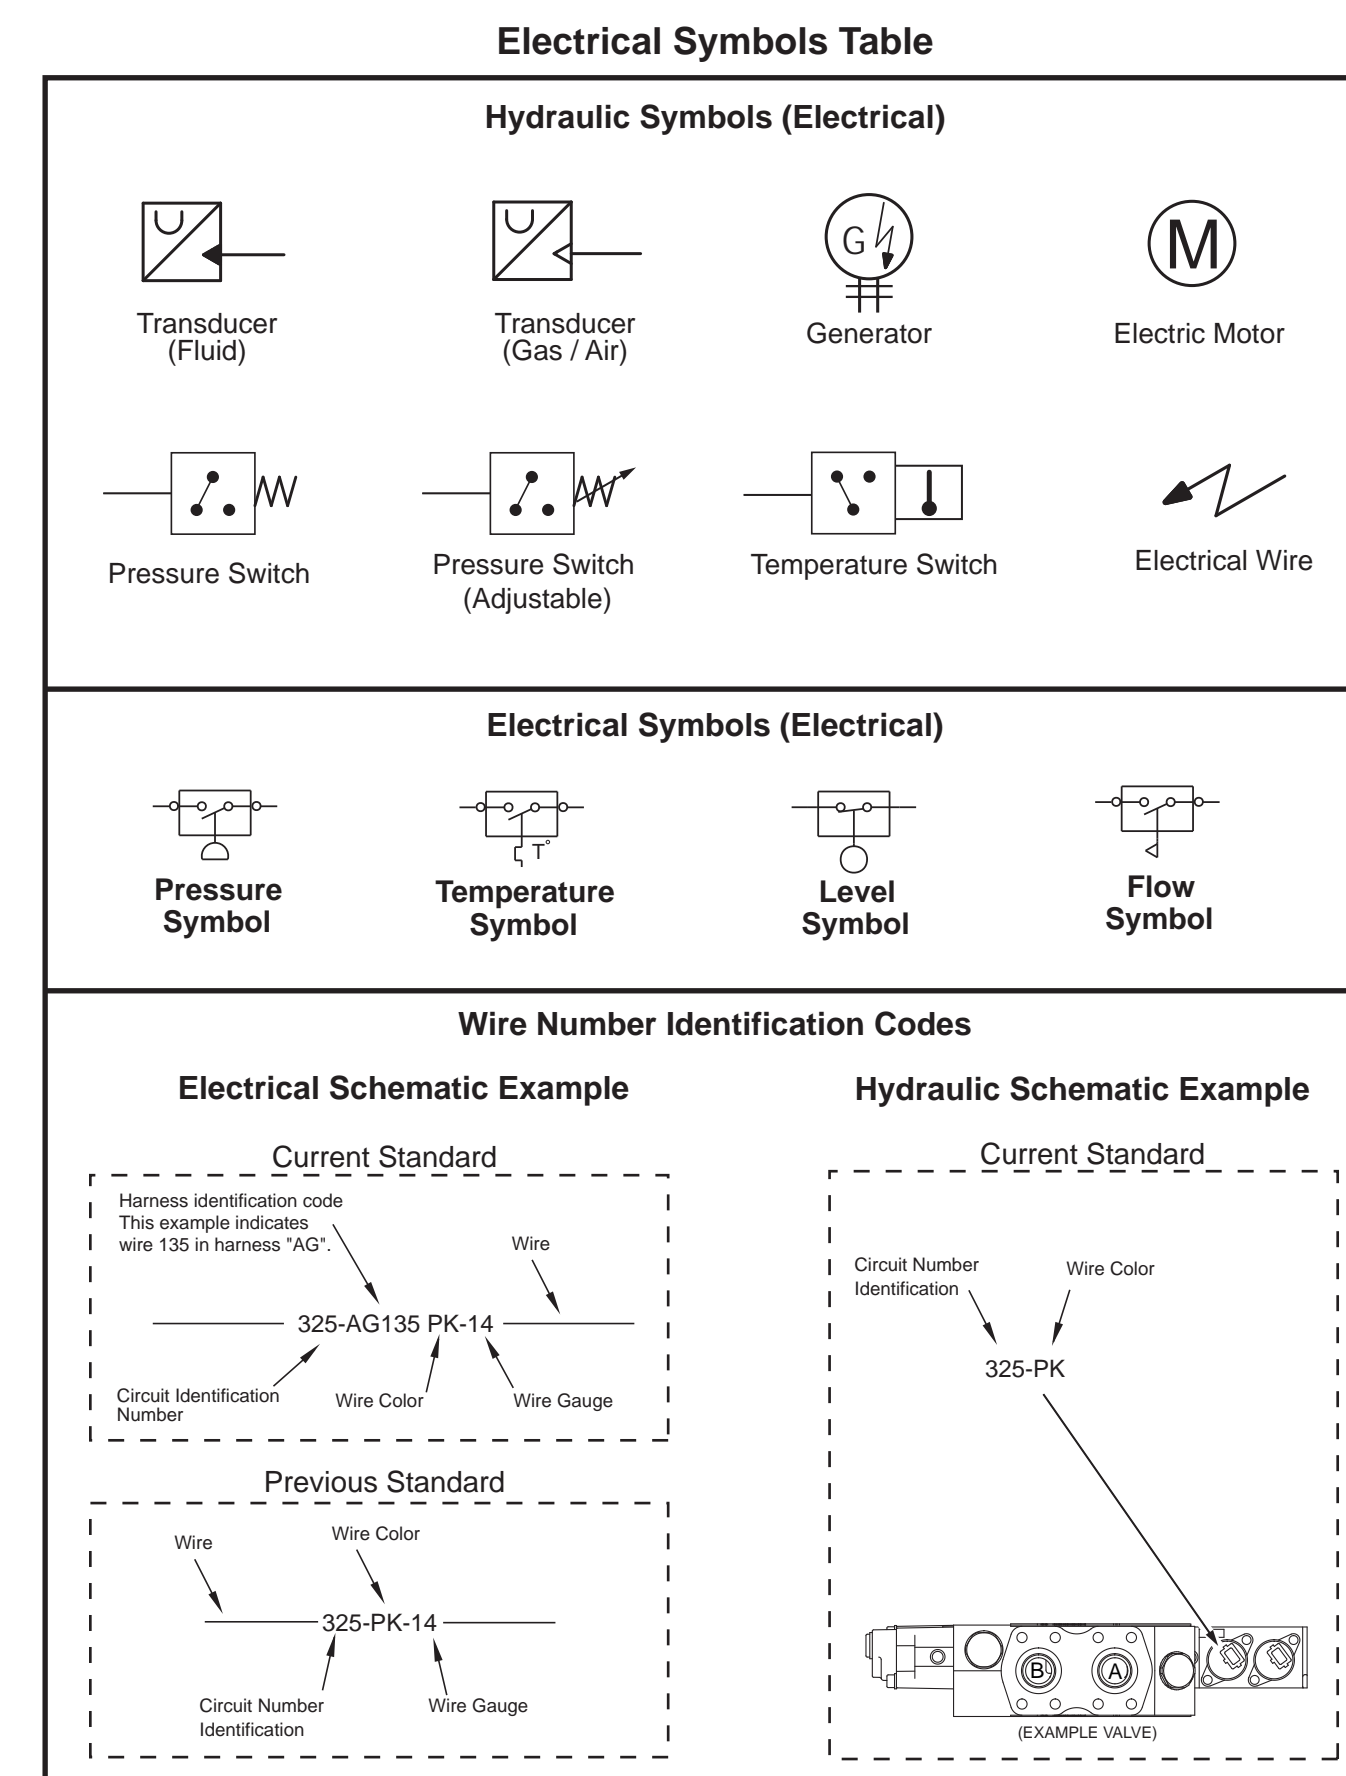 Electrical Symbols Table
Hydraulic Symbols (Electrical)
G
M
Transducer
(Fluid)
Transducer
(Gas / Air)
Generator
Electric Motor
Pressure Switch
Pressure Switch
(Adjustable)
Temperature Switch
Electrical Wire
Electrical Symbols (Electrical)
T°
Pressure
Symbol
Temperature
Symbol
Level
Symbol
Flow
Symbol
Wire Number Identification Codes
Electrical Schematic Example
Current Standard
Harness identification code
This example indicates
wire 135 in harness "AG".
Wire
325-AG135 PK-14
Circuit Identification
Number
Wire Color
Wire Gauge
Previous Standard
Wire
Wire Color
325-PK-14
Circuit Number
Identification
Wire Gauge
Hydraulic Schematic Example
Current Standard
Circuit Number
Identification
Wire Color
325-PK
B
A
(EXAMPLE VALVE)